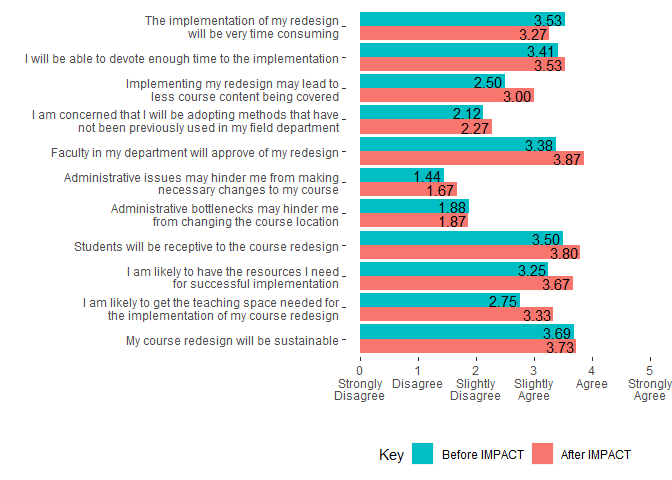 The implementation of my redesign
will be very time consuming
3.53
3.27
I will be able to devote enough time to the implementation
3.41
3.53
Implementing my redesign may lead to
less course content being covered
2.50
3.00
I am concerned that I will be adopting methods that have
not been previously used in my field department
2.12
2.27
Faculty in my department will approve of my redesign
3.38
3.87
Administrative issues may hinder me from making
necessary changes to my course
1.44
1.67
Administrative bottlenecks may hinder me
from changing the course location
1.88
1.87
Students will be receptive to the course redesign
3.50
3.80
I am likely to have the resources I need
for successful implementation
3.25
3.67
I am likely to get the teaching space needed for
the implementation of my course redesign
2.75
3.33
My course redesign will be sustainable
3.69
3.73
0 1 2 3 4 5
Strongly Disagree Slightly Slightly Agree Strongly
Disagree Disagree Agree Agree
Key Before IMPACT After IMPACT